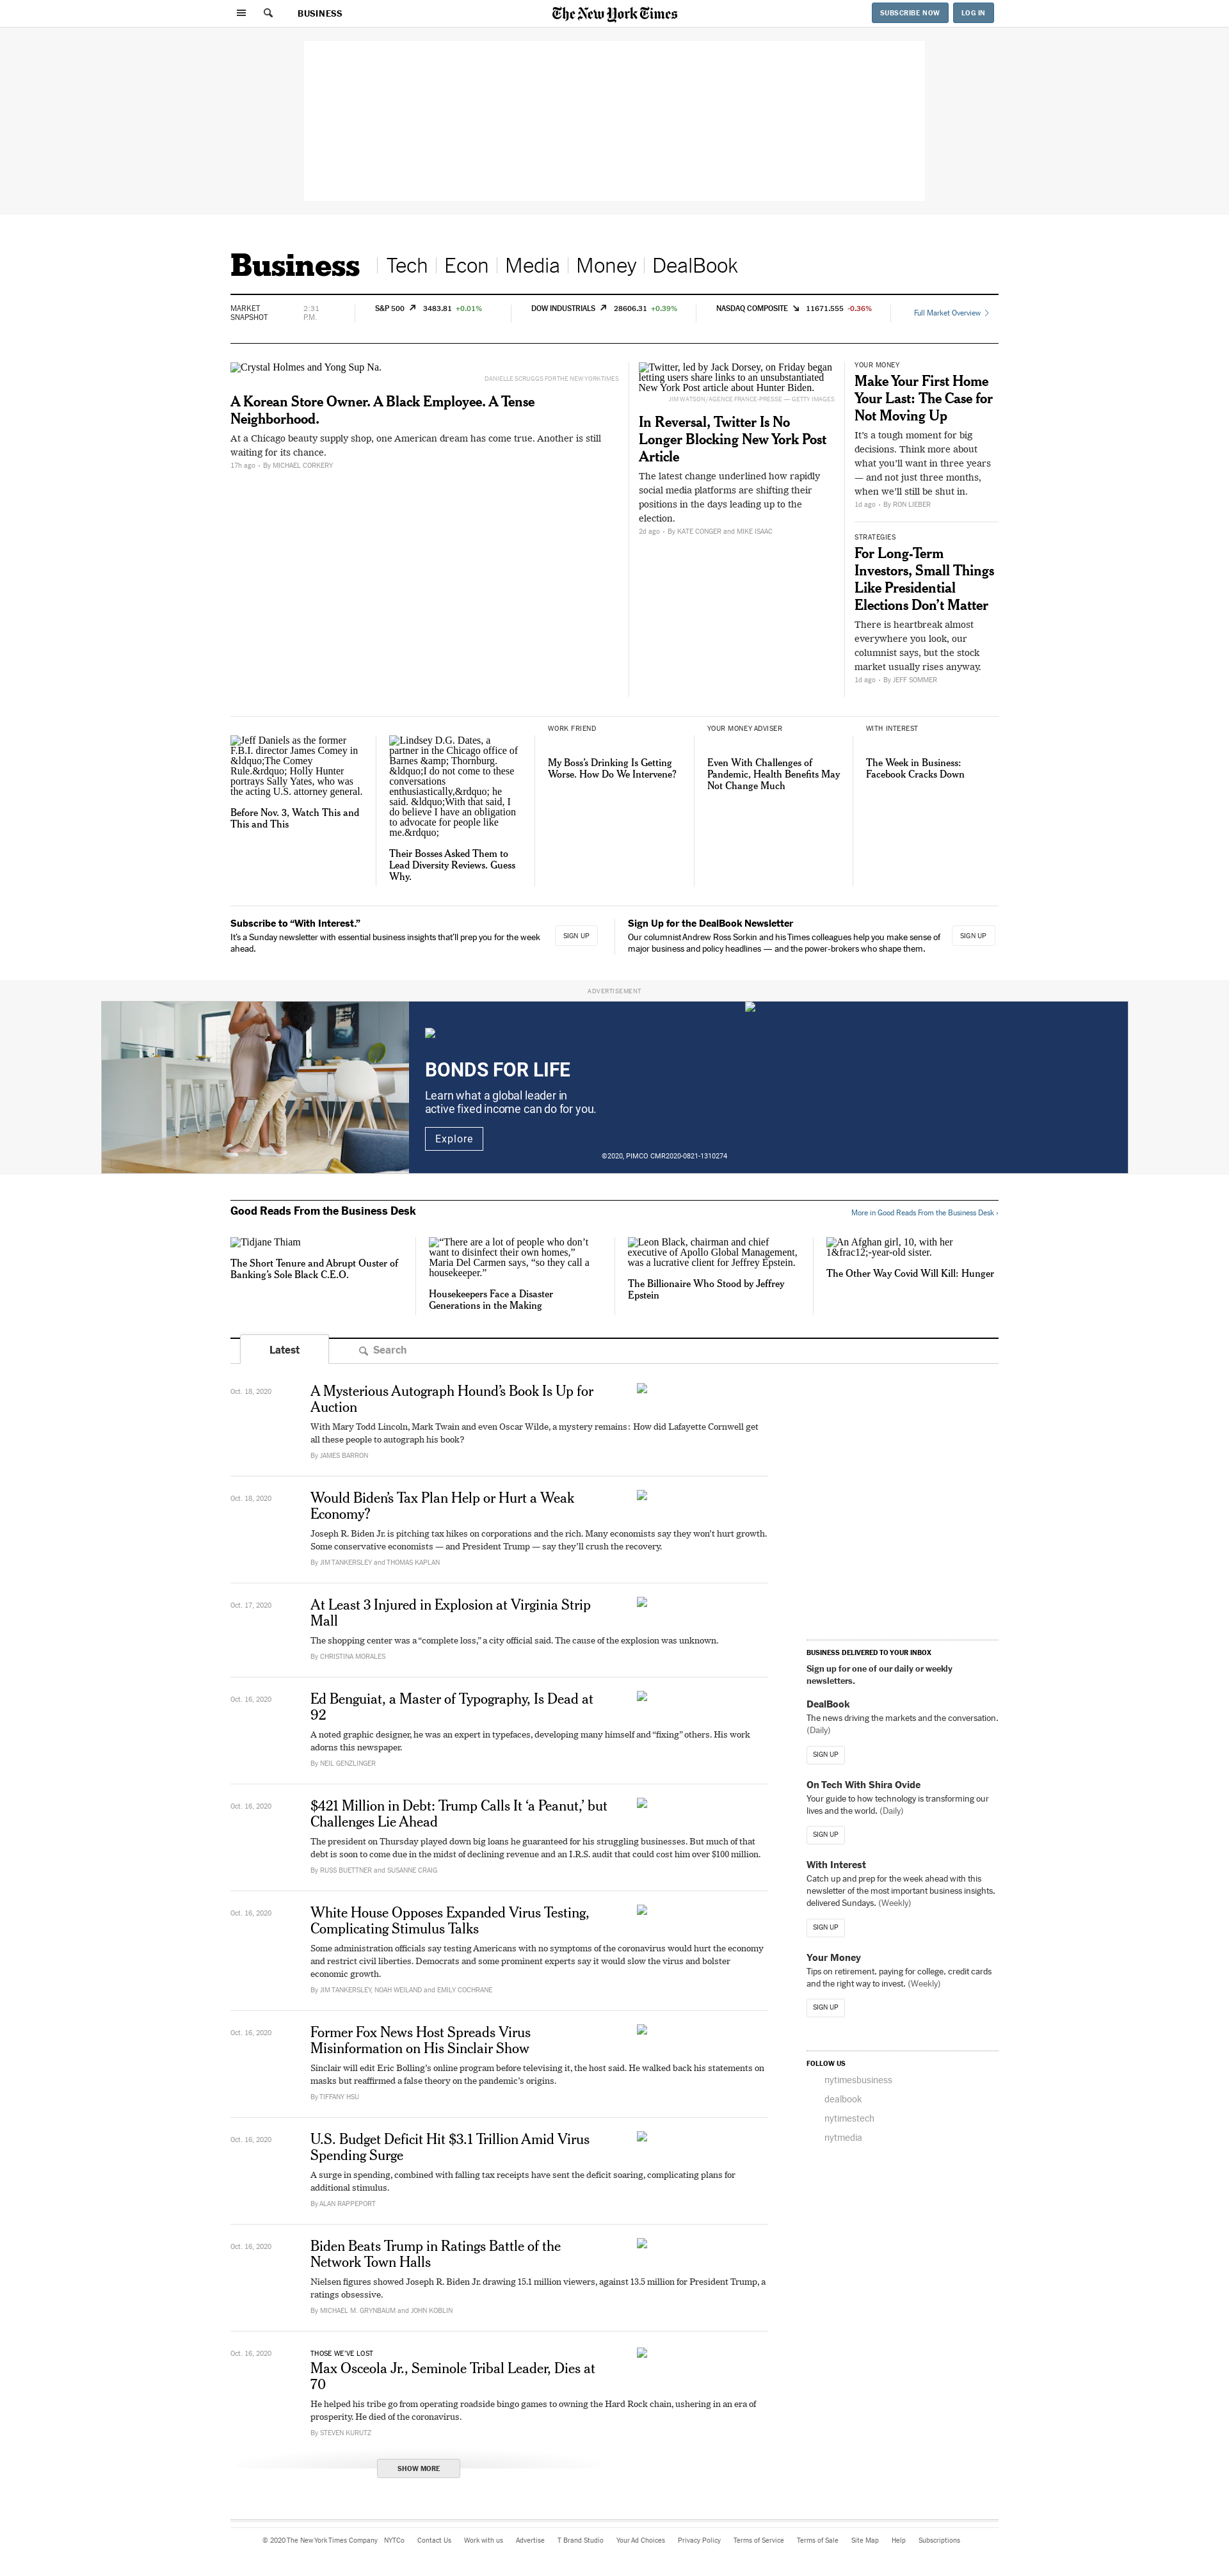 BUSINESS
The New York Times
SUBSCRIBE NOW
LOG IN
Business
Tech
Econ
Media
Money
DealBook
MARKET
SNAPSHOT
2:31
P.M.
S&P 500 3483.81 +0.01%
DOW INDUSTRIALS 28606.31 +0.39%
NASDAQ COMPOSITE 11671.555 -0.36%
Full Market Overview
Crystal Holmes and Yong Sup Na.
DANIELLE SCRUGGS FOR THE NEW YORK TIMES
A Korean Store Owner. A Black Employee. A Tense
Neighborhood.
At a Chicago beauty supply shop, one American dream has come true. Another is still
waiting for its chance.
17h ago • By MICHAEL CORKERY
Twitter, led by Jack Dorsey, on Friday began
letting users share links to an unsubstantiated
New York Post article about Hunter Biden.
JIM WATSON/AGENCE FRANCE-PRESSE — GETTY IMAGES
In Reversal, Twitter Is No
Longer Blocking New York Post
Article
The latest change underlined how rapidly
social media platforms are shifting their
positions in the days leading up to the
election.
2d ago • By KATE CONGER and MIKE ISAAC
YOUR MONEY
Make Your First Home
Your Last: The Case for
Not Moving Up
It’s a tough moment for big
decisions. Think more about
what you’ll want in three years
— and not just three months,
when we’ll still be shut in.
1d ago • By RON LIEBER
STRATEGIES
For Long-Term
Investors, Small Things
Like Presidential
Elections Don’t Matter
There is heartbreak almost
everywhere you look, our
columnist says, but the stock
market usually rises anyway.
1d ago • By JEFF SOMMER
Jeff Daniels as the former
F.B.I. director James Comey in
&ldquo;The Comey
Rule.&rdquo; Holly Hunter
portrays Sally Yates, who was
the acting U.S. attorney general.
Before Nov. 3, Watch This and
This and This
Lindsey D.G. Dates, a
partner in the Chicago office of
Barnes &amp; Thornburg.
&ldquo;I do not come to these
conversations
enthusiastically,&rdquo; he
said. &ldquo;With that said, I
do believe I have an obligation
to advocate for people like
me.&rdquo;
Their Bosses Asked Them to
Lead Diversity Reviews. Guess
Why.
WORK FRIEND
My Boss’s Drinking Is Getting
Worse. How Do We Intervene?
YOUR MONEY ADVISER
Even With Challenges of
Pandemic, Health Benefits May
Not Change Much
WITH INTEREST
The Week in Business:
Facebook Cracks Down
Subscribe to “With Interest.”
It’s a Sunday newsletter with essential business insights that’ll prep you for the week
ahead.
SIGN UP
Sign Up for the DealBook Newsletter
Our columnist Andrew Ross Sorkin and his Times colleagues help you make sense of
major business and policy headlines — and the power-brokers who shape them.
SIGN UP
ADVERTISEMENT
BONDS FOR LIFE
Learn what a global leader in
active fixed income can do for you.
Explore
©2020, PIMCO CMR2020-0821-1310274
Good Reads From the Business Desk
More in Good Reads From the Business Desk ›
Tidjane Thiam
The Short Tenure and Abrupt Ouster of
Banking’s Sole Black C.E.O.
“There are a lot of people who don’t
want to disinfect their own homes,”
Maria Del Carmen says, “so they call a
housekeeper.”
Housekeepers Face a Disaster
Generations in the Making
Leon Black, chairman and chief
executive of Apollo Global Management,
was a lucrative client for Jeffrey Epstein.
The Billionaire Who Stood by Jeffrey
Epstein
An Afghan girl, 10, with her
1&frac12;-year-old sister.
The Other Way Covid Will Kill: Hunger
Latest
Search
Oct. 18, 2020
A Mysterious Autograph Hound’s Book Is Up for
Auction
With Mary Todd Lincoln, Mark Twain and even Oscar Wilde, a mystery remains: How did Lafayette Cornwell get
all these people to autograph his book?
By JAMES BARRON
Oct. 18, 2020
Would Biden’s Tax Plan Help or Hurt a Weak
Economy?
Joseph R. Biden Jr. is pitching tax hikes on corporations and the rich. Many economists say they won’t hurt growth.
Some conservative economists — and President Trump — say they’ll crush the recovery.
By JIM TANKERSLEY and THOMAS KAPLAN
Oct. 17, 2020
At Least 3 Injured in Explosion at Virginia Strip
Mall
The shopping center was a “complete loss,” a city official said. The cause of the explosion was unknown.
By CHRISTINA MORALES
Oct. 16, 2020
Ed Benguiat, a Master of Typography, Is Dead at
92
A noted graphic designer, he was an expert in typefaces, developing many himself and “fixing” others. His work
adorns this newspaper.
By NEIL GENZLINGER
Oct. 16, 2020
$421 Million in Debt: Trump Calls It ‘a Peanut,’ but
Challenges Lie Ahead
The president on Thursday played down big loans he guaranteed for his struggling businesses. But much of that
debt is soon to come due in the midst of declining revenue and an I.R.S. audit that could cost him over $100 million.
By RUSS BUETTNER and SUSANNE CRAIG
Oct. 16, 2020
White House Opposes Expanded Virus Testing,
Complicating Stimulus Talks
Some administration officials say testing Americans with no symptoms of the coronavirus would hurt the economy
and restrict civil liberties. Democrats and some prominent experts say it would slow the virus and bolster
economic growth.
By JIM TANKERSLEY, NOAH WEILAND and EMILY COCHRANE
Oct. 16, 2020
Former Fox News Host Spreads Virus
Misinformation on His Sinclair Show
Sinclair will edit Eric Bolling’s online program before televising it, the host said. He walked back his statements on
masks but reaffirmed a false theory on the pandemic’s origins.
By TIFFANY HSU
Oct. 16, 2020
U.S. Budget Deficit Hit $3.1 Trillion Amid Virus
Spending Surge
A surge in spending, combined with falling tax receipts have sent the deficit soaring, complicating plans for
additional stimulus.
By ALAN RAPPEPORT
Oct. 16, 2020
Biden Beats Trump in Ratings Battle of the
Network Town Halls
Nielsen figures showed Joseph R. Biden Jr. drawing 15.1 million viewers, against 13.5 million for President Trump, a
ratings obsessive.
By MICHAEL M. GRYNBAUM and JOHN KOBLIN
Oct. 16, 2020
THOSE WE’VE LOST
Max Osceola Jr., Seminole Tribal Leader, Dies at
70
He helped his tribe go from operating roadside bingo games to owning the Hard Rock chain, ushering in an era of
prosperity. He died of the coronavirus.
By STEVEN KURUTZ
SHOW MORE
BUSINESS DELIVERED TO YOUR INBOX
Sign up for one of our daily or weekly
newsletters.
DealBook
The news driving the markets and the conversation.
(Daily)
SIGN UP
On Tech With Shira Ovide
Your guide to how technology is transforming our
lives and the world. (Daily)
SIGN UP
With Interest
Catch up and prep for the week ahead with this
newsletter of the most important business insights,
delivered Sundays. (Weekly)
SIGN UP
Your Money
Tips on retirement, paying for college, credit cards
and the right way to invest. (Weekly)
SIGN UP
FOLLOW US
nytimesbusiness
dealbook
nytimestech
nytmedia
© 2020 The New York Times Company NYTCo Contact Us Work with us Advertise T Brand Studio Your Ad Choices Privacy Policy Terms of Service Terms of Sale Site Map Help Subscriptions